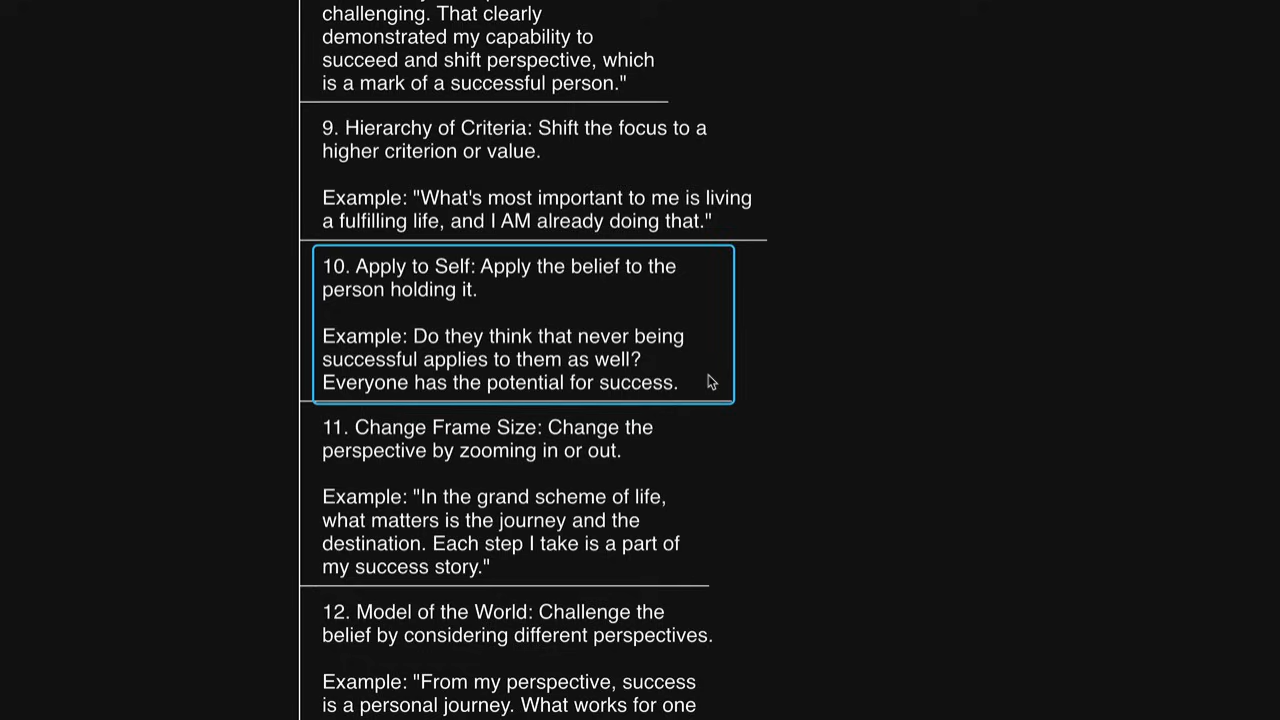 challenging. That clearly
demonstrated my capability to
succeed and shift perspective, which
is a mark of a successful person."
9. Hierarchy of Criteria: Shift the focus to a
higher criterion or value.
Example: "What's most important to me is living
a fulfilling life, and I AM already doing that."
10. Apply to Self: Apply the belief to the
person holding it.
Example: Do they think that never being
successful applies to them as well?
Everyone has the potential for success.
11. Change Frame Size: Change the
perspective by zooming in or out.
Example: "In the grand scheme of life,
what matters is the journey and the
destination. Each step I take is a part of
my success story."
12. Model of the World: Challenge the
belief by considering different perspectives.
Example: "From my perspective, success
is a personal journey. What works for one